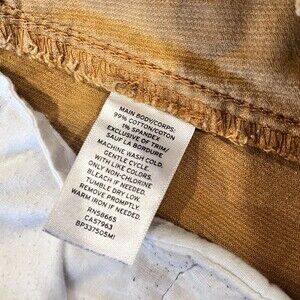 MAIN BODY/CORPS:
99% COTTON/COTON
1% SPANDEX
EXCLUSIVE OF TRIM/
SAUF LA BORDURE
MACHINE WASH COLD.
GENTLE CYCLE.
WITH LIKE COLORS.
ONLY NON-CHLORINE
BLEACH IF NEEDED.
TUMBLE DRY LOW.
REMOVE PROMPTLY.
WARM IRON IF NEEDED.
RN58665
CA57963
BP337505MI